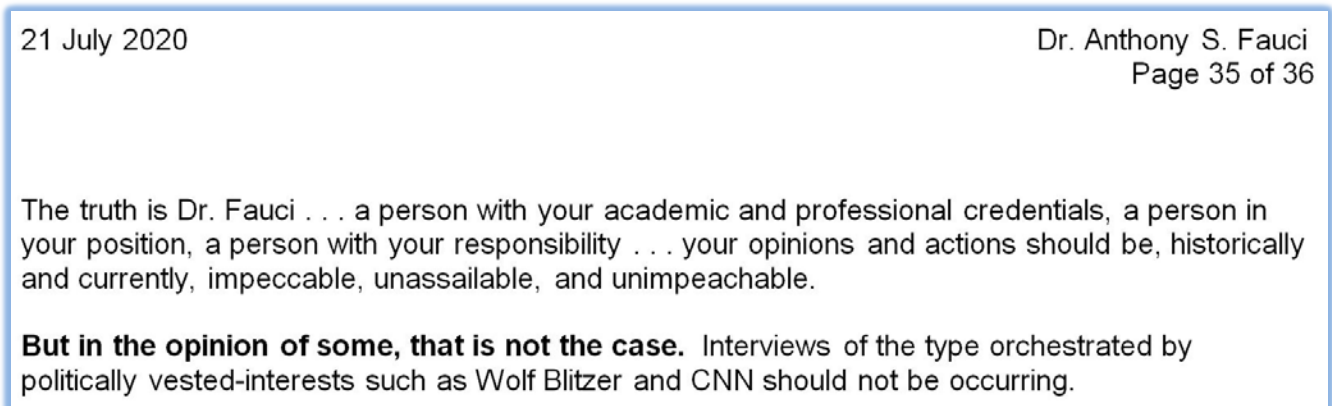 21 July 2020 Dr. Anthony S. Fauci
Page 35 of 36
The truth is Dr. Fauci . . . a person with your academic and professional credentials, a person in
your position, a person with your responsibility . . . your opinions and actions should be, historically
and currently, impeccable, unassailable, and unimpeachable.
But in the opinion of some, that is not the case. Interviews of the type orchestrated by
politically vested-interests such as Wolf Blitzer and CNN should not be occurring.